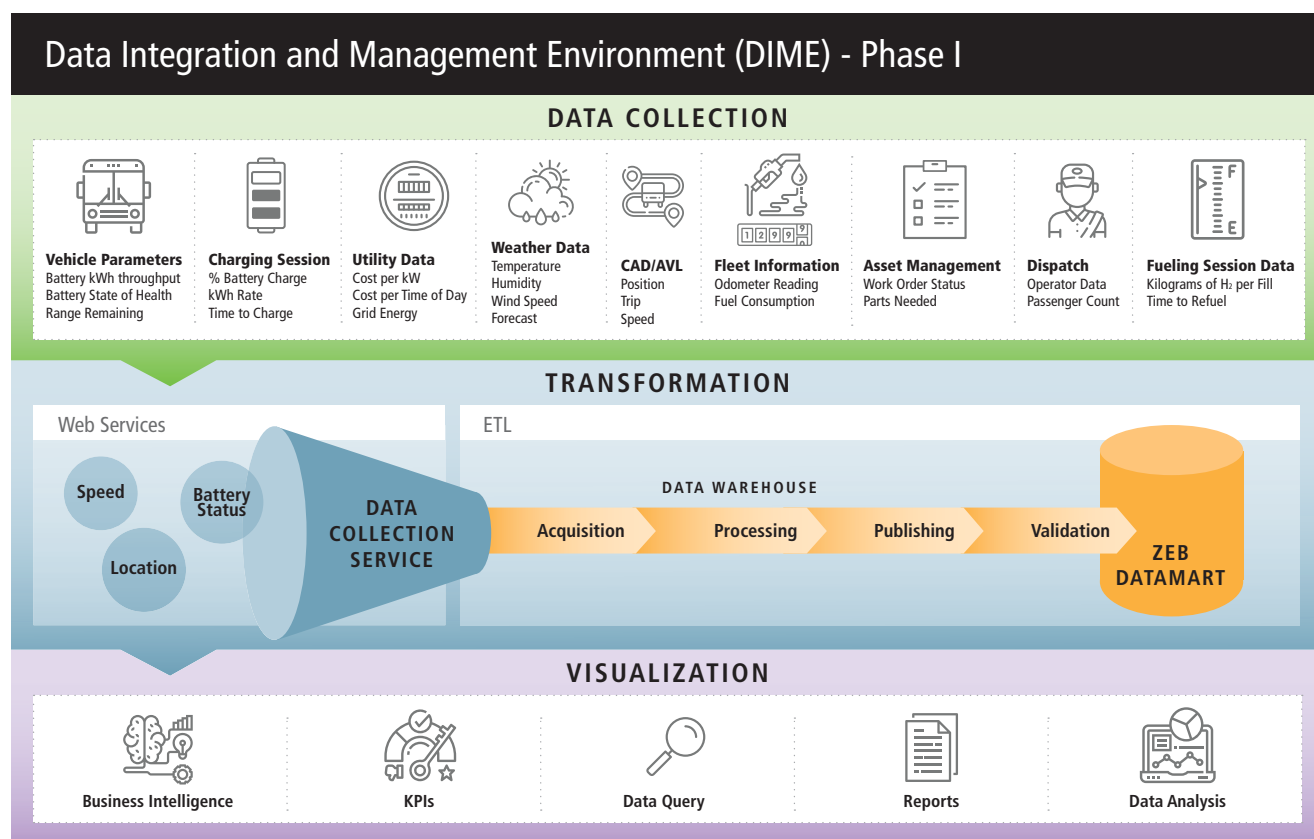 Data Integration and Management Environment (DIME) - Phase I
DATA COLLECTION
Vehicle Parameters
Battery kWh throughput
Battery State of Health
Range Remaining
Charging Session
% Battery Charge
kWh Rate
Time to Charge
Utility Data
Cost per kW
Cost per Time of Day
Grid Energy
Weather Data
Temperature
Humidity
Wind Speed
Forecast
CAD/AVL
Position
Trip
Speed
1 2 9 9 9
Fleet Information
Odometer Reading
Fuel Consumption
Asset Management
Work Order Status
Parts Needed
Dispatch
Operator Data
Passenger Count
F
E
Fueling Session Data
Kilograms of H₂ per Fill
Time to Refuel
TRANSFORMATION
Web Services
Speed
Battery
Status
Location
DATA
COLLECTION
SERVICE
ETL
DATA WAREHOUSE
Acquisition
Processing
Publishing
Validation
ZEB
DATAMART
VISUALIZATION
Business Intelligence
KPIs
Data Query
Reports
Data Analysis